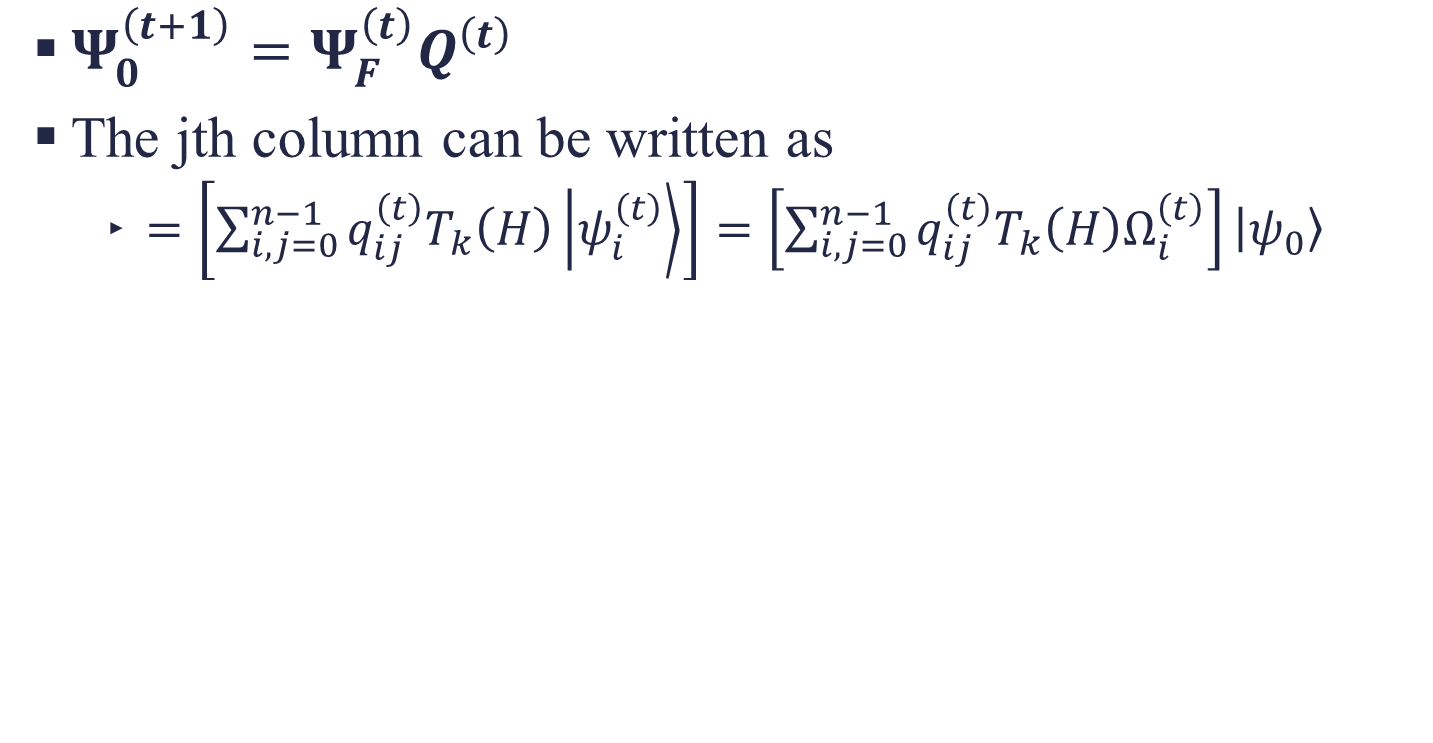 ▪ 𝚿₀^(𝒕+𝟏) = 𝚿_𝑭^(𝒕) 𝑸^(𝒕)
▪ The jth column can be written as
‣ = [∑_{i,j=0}^{n−1} q_{ij}^{(t)} T_k(H) |ψ_i^{(t)}⟩] = [∑_{i,j=0}^{n−1} q_{ij}^{(t)} T_k(H) Ω_i^{(t)}] |ψ_0⟩